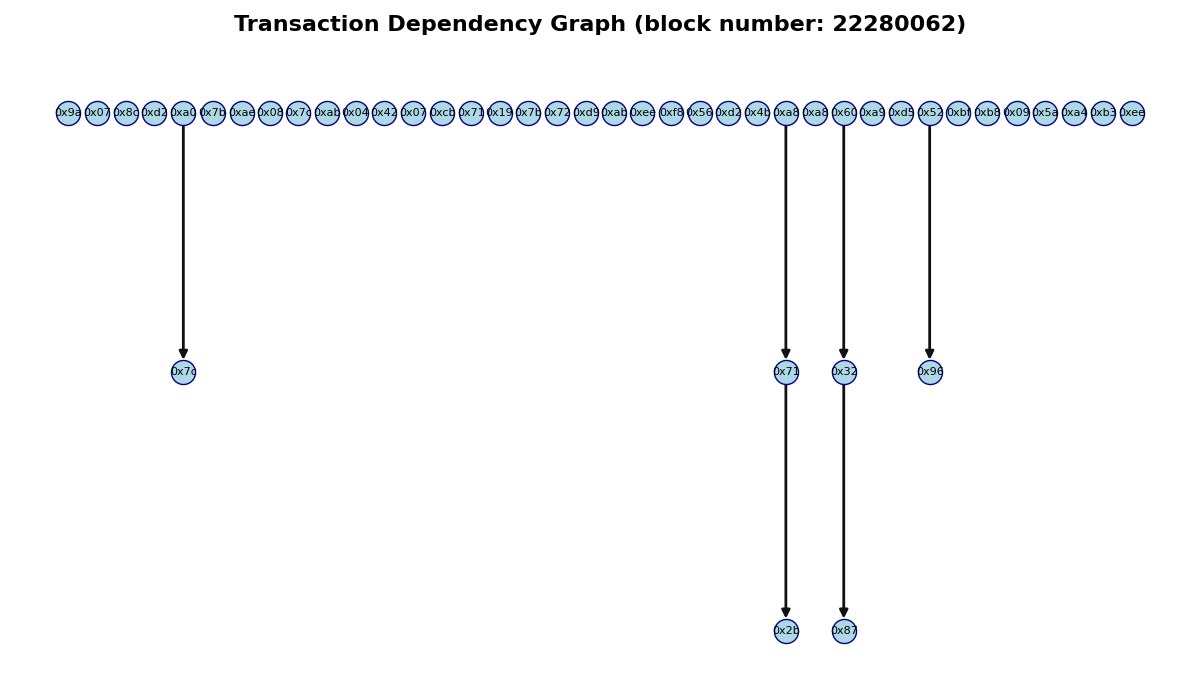 Transaction Dependency Graph (block number: 22280062)
0x9a 0x07 0x8c 0xd2 0xa0 0x7b 0xae 0x08 0x7c 0xab 0x04 0x42 0x07 0xcb 0x71 0x19 0x7b 0x72 0xd9 0xab 0xee 0xf8 0x56 0xd2 0x4b 0xa8 0xa8 0x60 0xa9 0xd5 0x52 0xbf 0xb8 0x09 0x5a 0xa4 0xb3 0xee
0x7c 0x71 0x32 0x96
0x2b 0x87